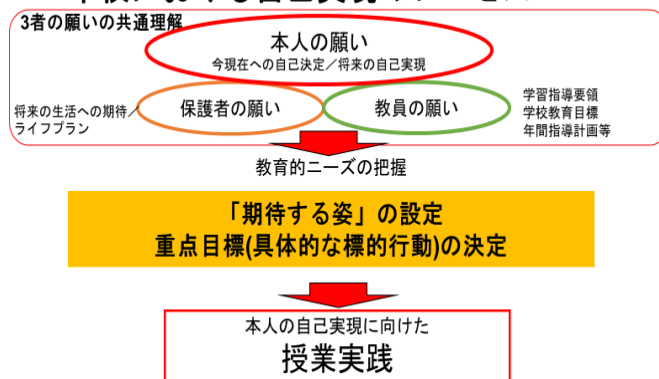 3者の願いの共通理解
本人の願い
今現在への自己決定／将来の自己実現
保護者の願い
教員の願い
将来の生活への期待／
ライフプラン
学習指導要領
学校教育目標
年間指導計画等
教育的ニーズの把握
「期待する姿」の設定
重点目標(具体的な標的行動)の決定
本人の自己実現に向けた
授業実践